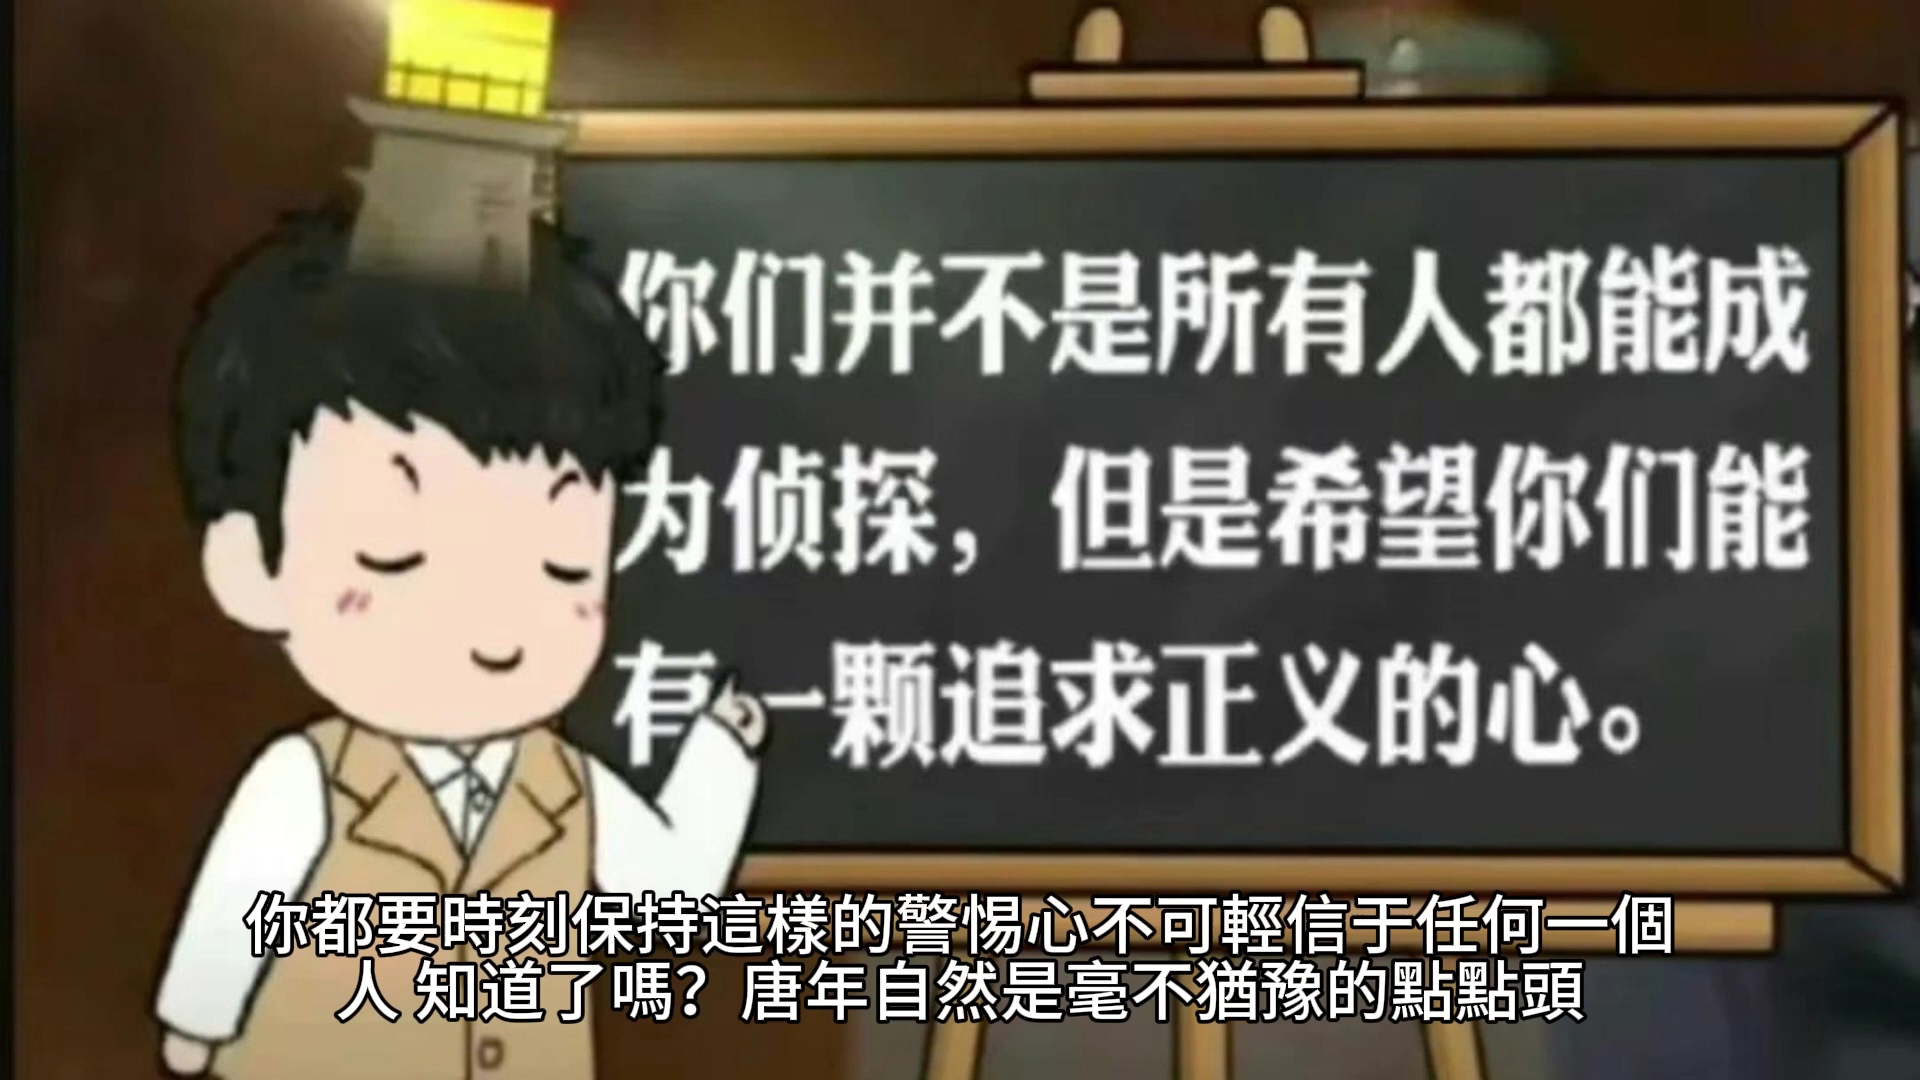 你们并不是所有人都能成
为侦探，但是希望你们能
有一颗追求正义的心。
你都要時刻保持這樣的警惕心不可輕信于任何一個
人 知道了嗎？唐年自然是毫不猶豫的點點頭